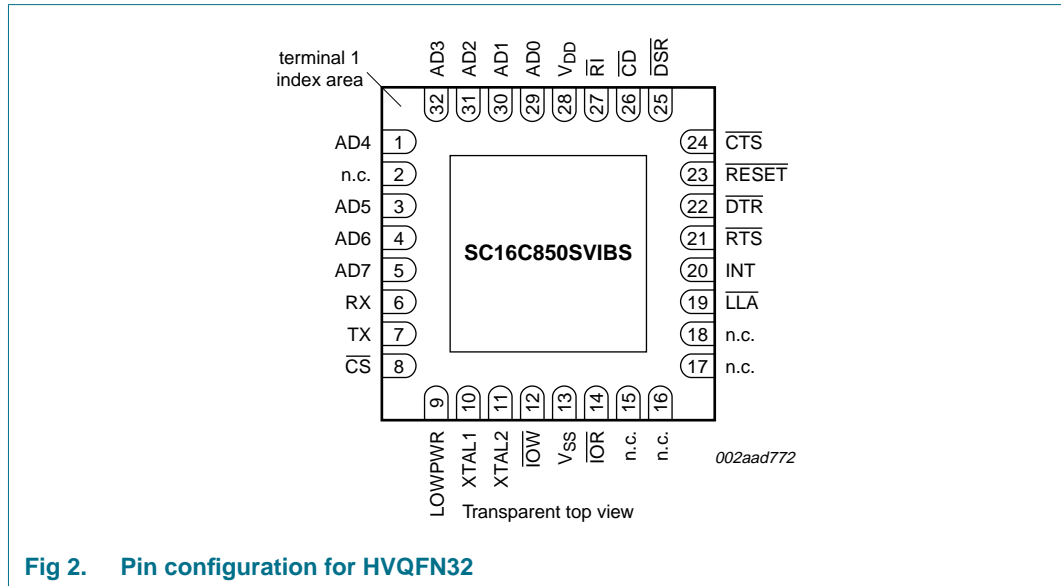 terminal 1
index area
AD3
AD2
AD1
AD0
VDD
RI
CD
DSR
32
31
30
29
28
27
26
25
AD4 1
n.c. 2
AD5 3
AD6 4
AD7 5
RX 6
TX 7
CS 8
SC16C850SVIBS
24 CTS
23 RESET
22 DTR
21 RTS
20 INT
19 LLA
18 n.c.
17 n.c.
9
10
11
12
13
14
15
16
LOWPWR
XTAL1
XTAL2
IOW
VSS
IOR
n.c.
n.c.
002aad772
Transparent top view
Fig 2. Pin configuration for HVQFN32